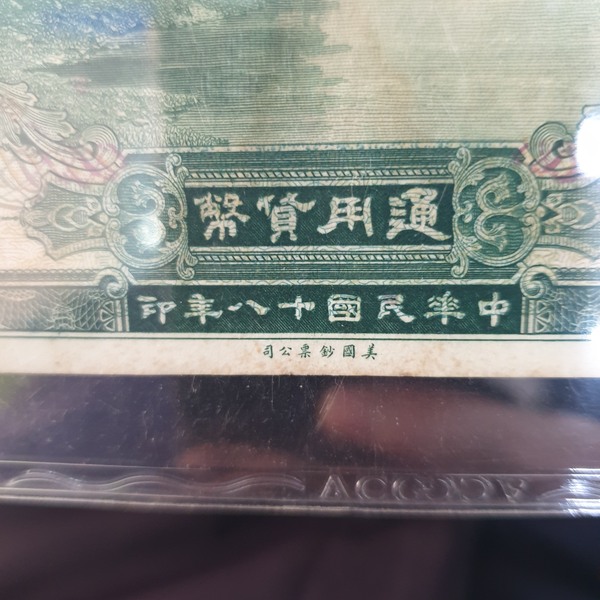 通用貨幣
中華民國十八年印
美國鈔票公司